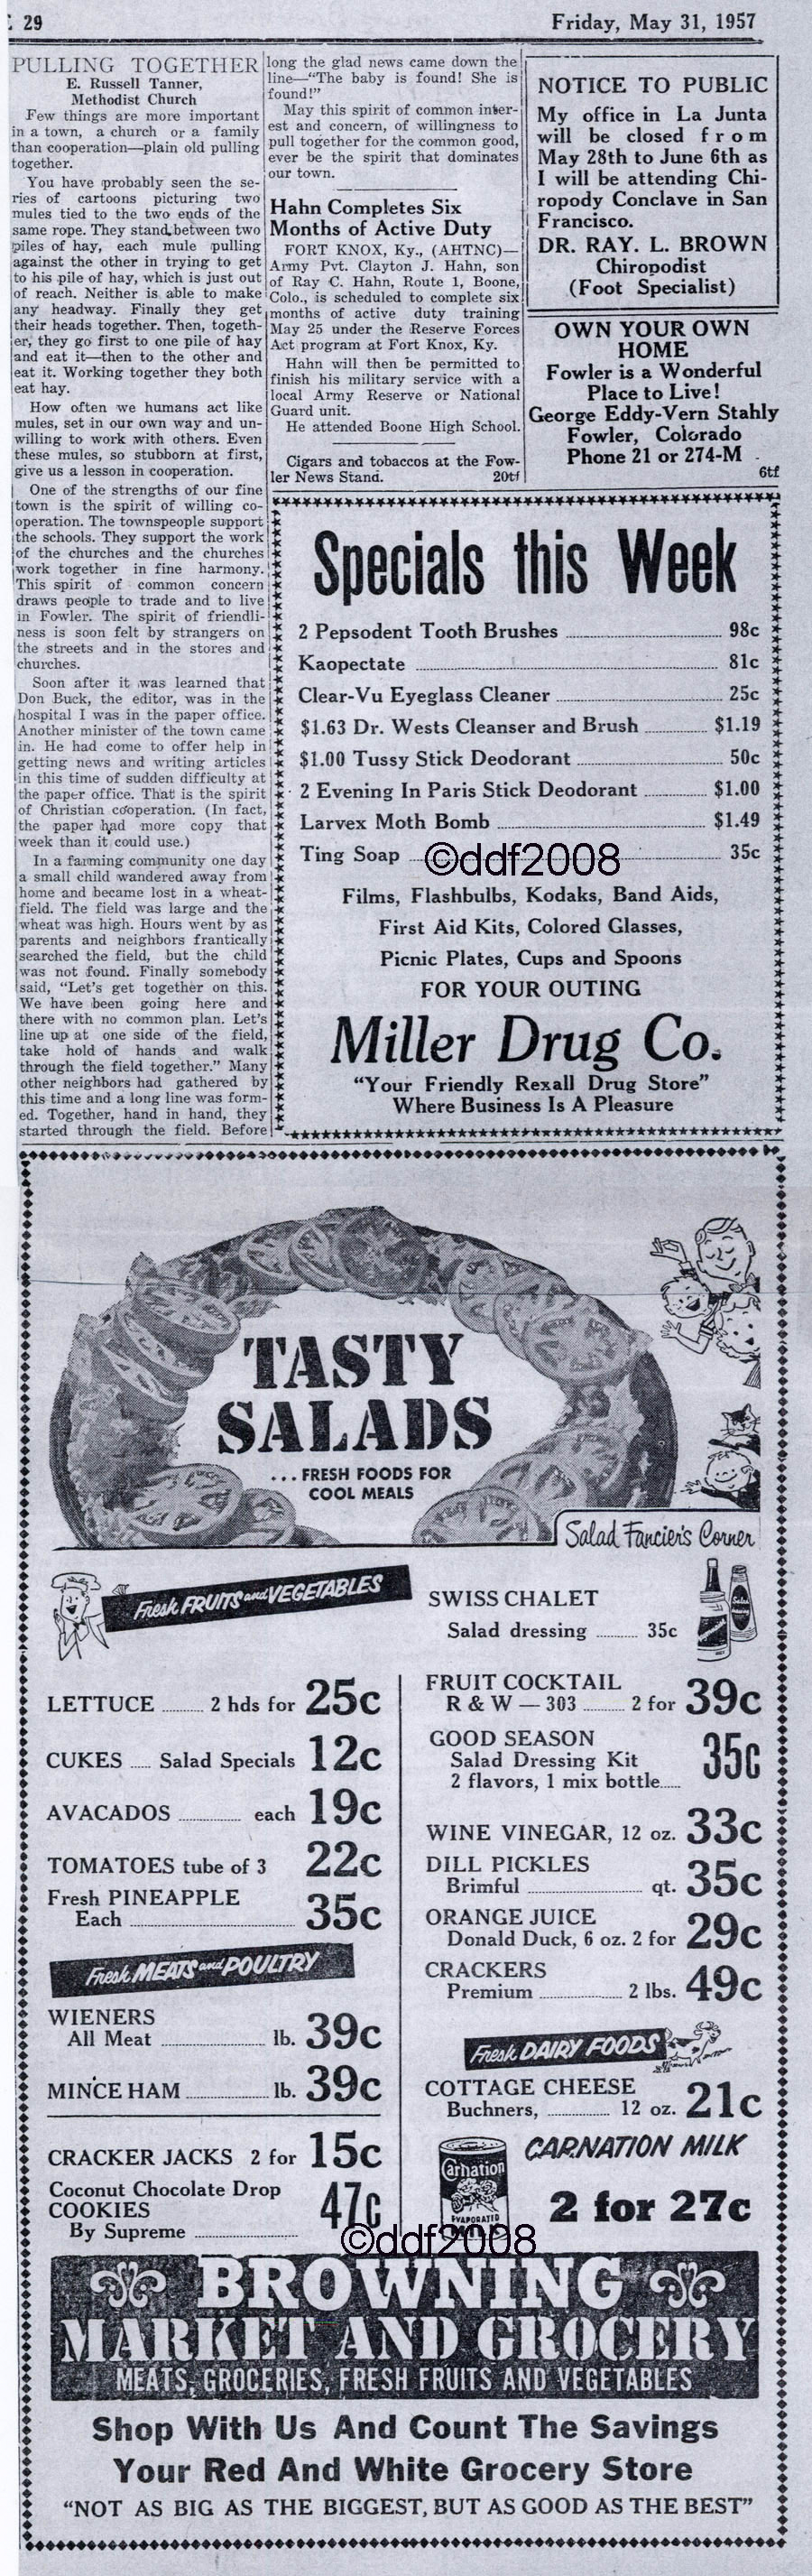 29
Friday, May 31, 1957
PULLING TOGETHER
E. Russell Tanner,
Methodist Church
Few things are more important
in a town, a church or a family
than cooperation—plain old pulling
together.
You have probably seen the se-
ries of cartoons picturing two
mules tied to the two ends of the
same rope. They stand between two
piles of hay, each mule pulling
against the other in trying to get
to his pile of hay, which is just out
of reach. Neither is able to make
any headway. Finally they get
their heads together. Then, togeth-
er, they go first to one pile of hay
and eat it—then to the other and
eat it. Working together they both
eat hay.
How often we humans act like
mules, set in our own way and un-
willing to work with others. Even
these mules, so stubborn at first,
give us a lesson in cooperation.
One of the strengths of our fine
town is the spirit of willing co-
operation. The townspeople support
the schools. They support the work
of the churches and the churches
work together in fine harmony.
This spirit of common concern
draws people to trade and to live
in Fowler. The spirit of friendli-
ness is soon felt by strangers on
the streets and in the stores and
churches.
Soon after it was learned that
Don Buck, the editor, was in the
hospital I was in the paper office.
Another minister of the town came
in. He had come to offer help in
getting news and writing articles
in this time of sudden difficulty at
the paper office. That is the spirit
of Christian cooperation. (In fact,
the paper had more copy that
week than it could use.)
In a farming community one day
a small child wandered away from
home and became lost in a wheat-
field. The field was large and the
wheat was high. Hours went by as
parents and neighbors frantically
searched the field, but the child
was not found. Finally somebody
said, "Let's get together on this.
We have been going here and
there with no common plan. Let's
line up at one side of the field,
take hold of hands and walk
through the field together." Many
other neighbors had gathered by
this time and a long line was form-
ed. Together, hand in hand, they
started through the field. Before
long the glad news came down the
line—"The baby is found! She is
found!"
May this spirit of common inter-
est and concern, of willingness to
pull together for the common good,
ever be the spirit that dominates
our town.
Hahn Completes Six
Months of Active Duty
FORT KNOX, Ky., (AHTNC)—
Army Pvt. Clayton J. Hahn, son
of Ray C. Hahn, Route 1, Boone,
Colo., is scheduled to complete six
months of active duty training
May 25 under the Reserve Forces
Act program at Fort Knox, Ky.
Hahn will then be permitted to
finish his military service with a
local Army Reserve or National
Guard unit.
He attended Boone High School.
Cigars and tobaccos at the Fow-
ler News Stand. 20tf
NOTICE TO PUBLIC
My office in La Junta
will be closed from
May 28th to June 6th as
I will be attending Chi-
ropody Conclave in San
Francisco.
DR. RAY. L. BROWN
Chiropodist
(Foot Specialist)
OWN YOUR OWN
HOME
Fowler is a Wonderful
Place to Live!
George Eddy-Vern Stahly
Fowler, Colorado
Phone 21 or 274-M
6tf
Specials this Week
2 Pepsodent Tooth Brushes 98c
Kaopectate 81c
Clear-Vu Eyeglass Cleaner 25c
$1.63 Dr. Wests Cleanser and Brush $1.19
$1.00 Tussy Stick Deodorant 50c
2 Evening In Paris Stick Deodorant $1.00
Larvex Moth Bomb $1.49
Ting Soap 35c
©ddf2008
Films, Flashbulbs, Kodaks, Band Aids,
First Aid Kits, Colored Glasses,
Picnic Plates, Cups and Spoons
FOR YOUR OUTING
Miller Drug Co.
"Your Friendly Rexall Drug Store"
Where Business Is A Pleasure
TASTY
SALADS
...FRESH FOODS FOR
COOL MEALS
Salad Fancier's Corner
Fresh FRUITS and VEGETABLES
LETTUCE 2 hds for 25c
CUKES Salad Specials 12c
AVACADOS each 19c
TOMATOES tube of 3 22c
Fresh PINEAPPLE
Each 35c
Fresh MEATS and POULTRY
WIENERS
All Meat lb. 39c
MINCE HAM lb. 39c
CRACKER JACKS 2 for 15c
Coconut Chocolate Drop
COOKIES
By Supreme 47c
SWISS CHALET
Salad dressing 35c
FRUIT COCKTAIL
R & W — 303 2 for 39c
GOOD SEASON
Salad Dressing Kit
2 flavors, 1 mix bottle 35c
WINE VINEGAR, 12 oz. 33c
DILL PICKLES
Brimful qt. 35c
ORANGE JUICE
Donald Duck, 6 oz. 2 for 29c
CRACKERS
Premium 2 lbs. 49c
Fresh DAIRY FOODS
COTTAGE CHEESE
Buchners, 12 oz. 21c
Carnation
EVAPORATED
MILK
CARNATION MILK
2 for 27c
©ddf2008
BROWNING
MARKET AND GROCERY
MEATS, GROCERIES, FRESH FRUITS AND VEGETABLES
Shop With Us And Count The Savings
Your Red And White Grocery Store
"NOT AS BIG AS THE BIGGEST, BUT AS GOOD AS THE BEST"